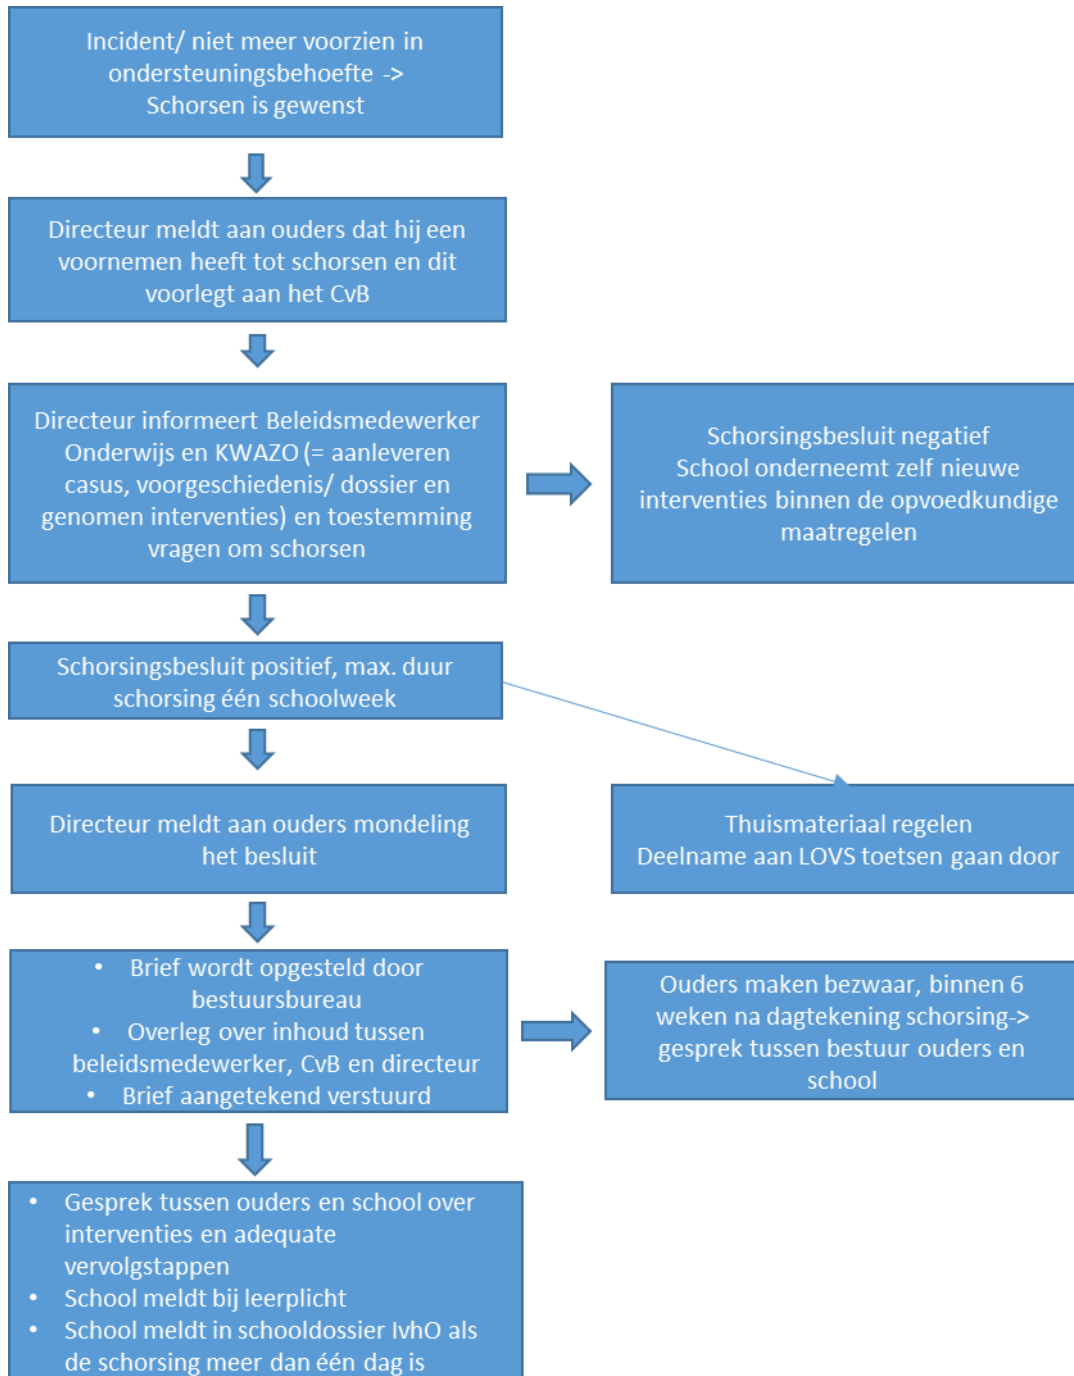 Incident/ niet meer voorzien in
ondersteuningsbehoefte ->
Schorsen is gewenst
Directeur meldt aan ouders dat hij een
voornemen heeft tot schorsen en dit
voorlegt aan het CvB
Directeur informeert Beleidsmedewerker
Onderwijs en KWAZO (= aanleveren
casus, voorgeschiedenis/ dossier en
genomen interventies) en toestemming
vragen om schorsen
Schorsingsbesluit negatief
School onderneemt zelf nieuwe
interventies binnen de opvoedkundige
maatregelen
Schorsingsbesluit positief, max. duur
schorsing één schoolweek
Directeur meldt aan ouders mondeling
het besluit
Thuismateriaal regelen
Deelname aan LOVS toetsen gaan door
• Brief wordt opgesteld door
bestuursbureau
• Overleg over inhoud tussen
beleidsmedewerker, CvB en directeur
• Brief aangetekend verstuurd
Ouders maken bezwaar, binnen 6
weken na dagtekening schorsing->
gesprek tussen bestuur ouders en
school
• Gesprek tussen ouders en school over
interventies en adequate
vervolgstappen
• School meldt bij leerplicht
• School meldt in schooldossier IvhO als
de schorsing meer dan één dag is